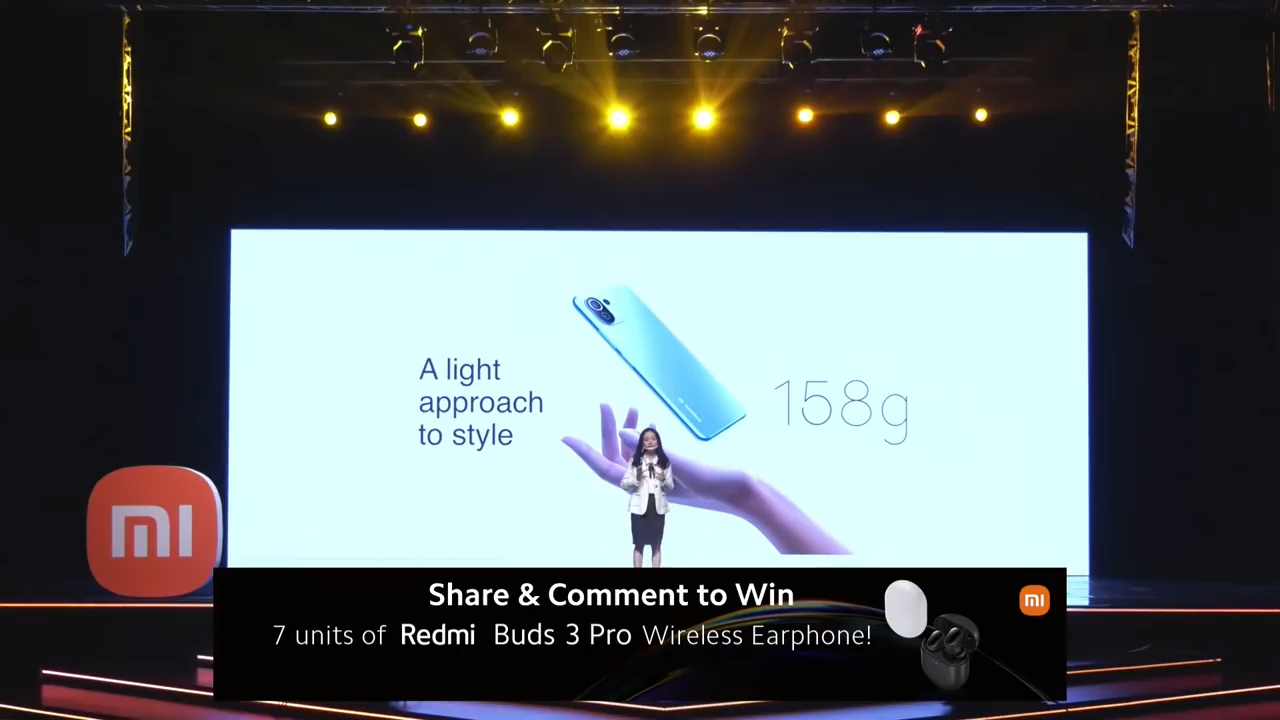 A light
approach
to style
158g
mi
Share & Comment to Win
mi
7 units of Redmi Buds 3 Pro Wireless Earphone!